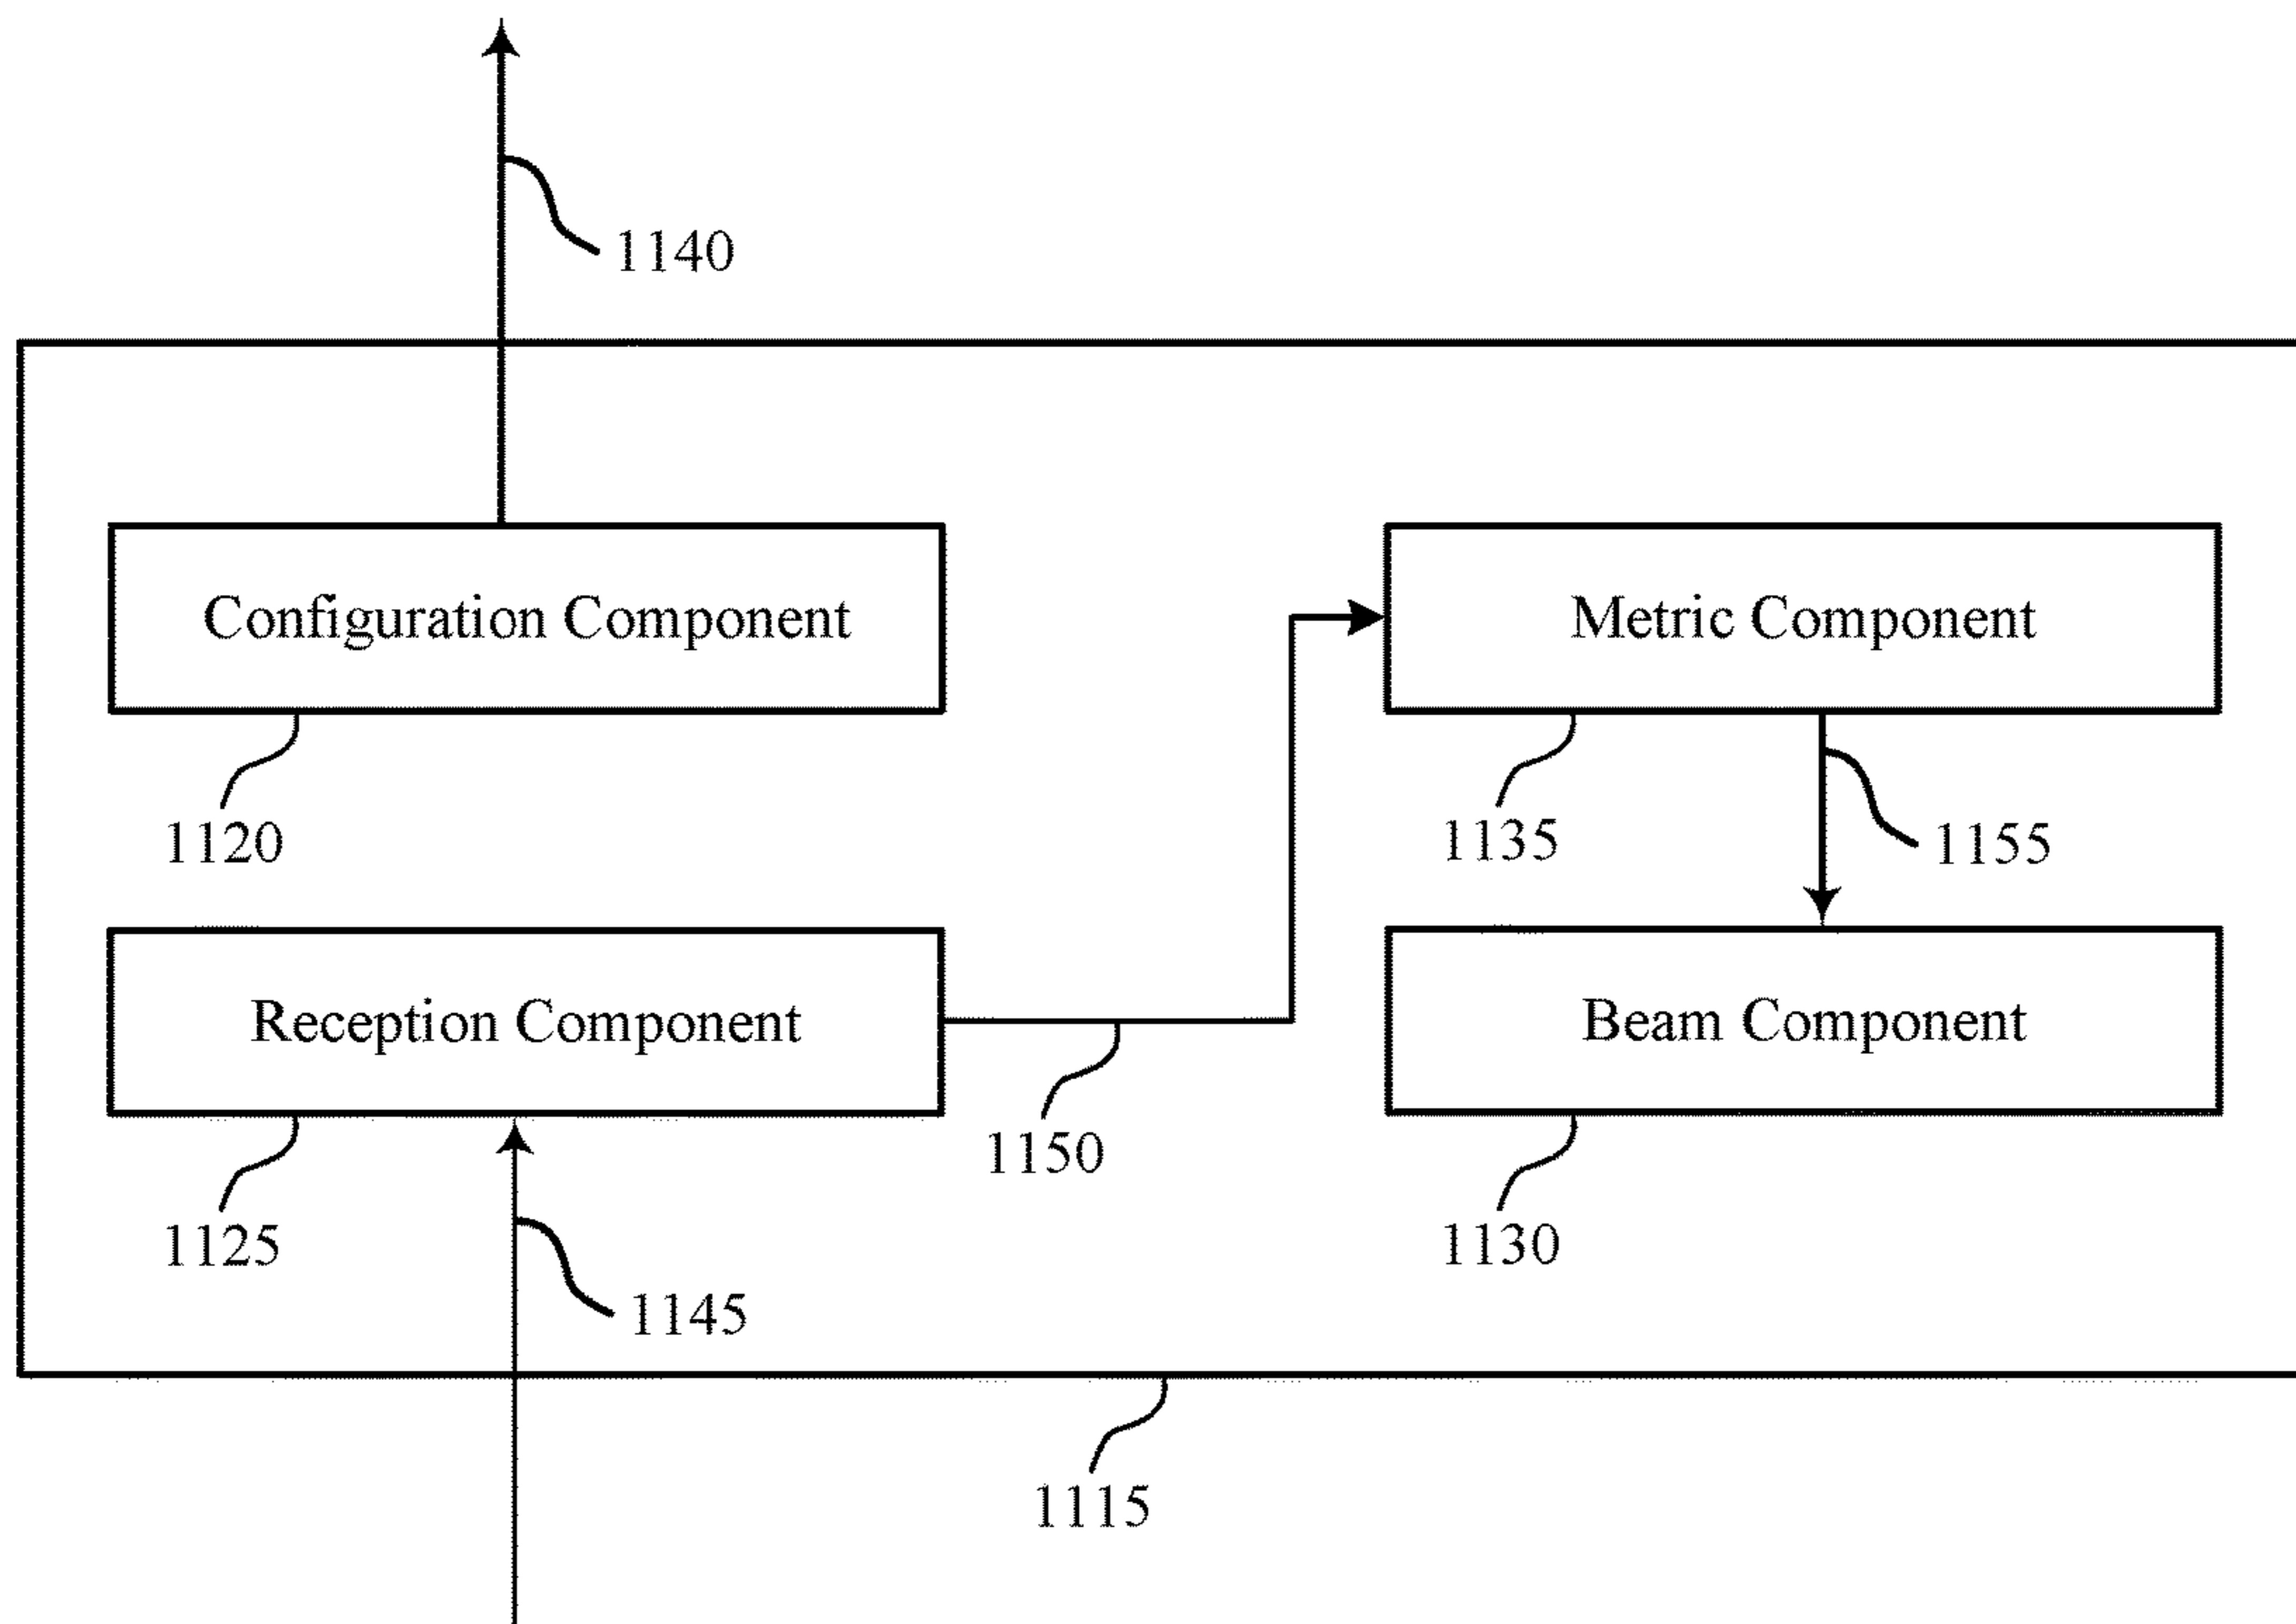 1140
Configuration Component
Metric Component
1120
1135
1155
Reception Component
Beam Component
1150
1125
1130
1145
1115